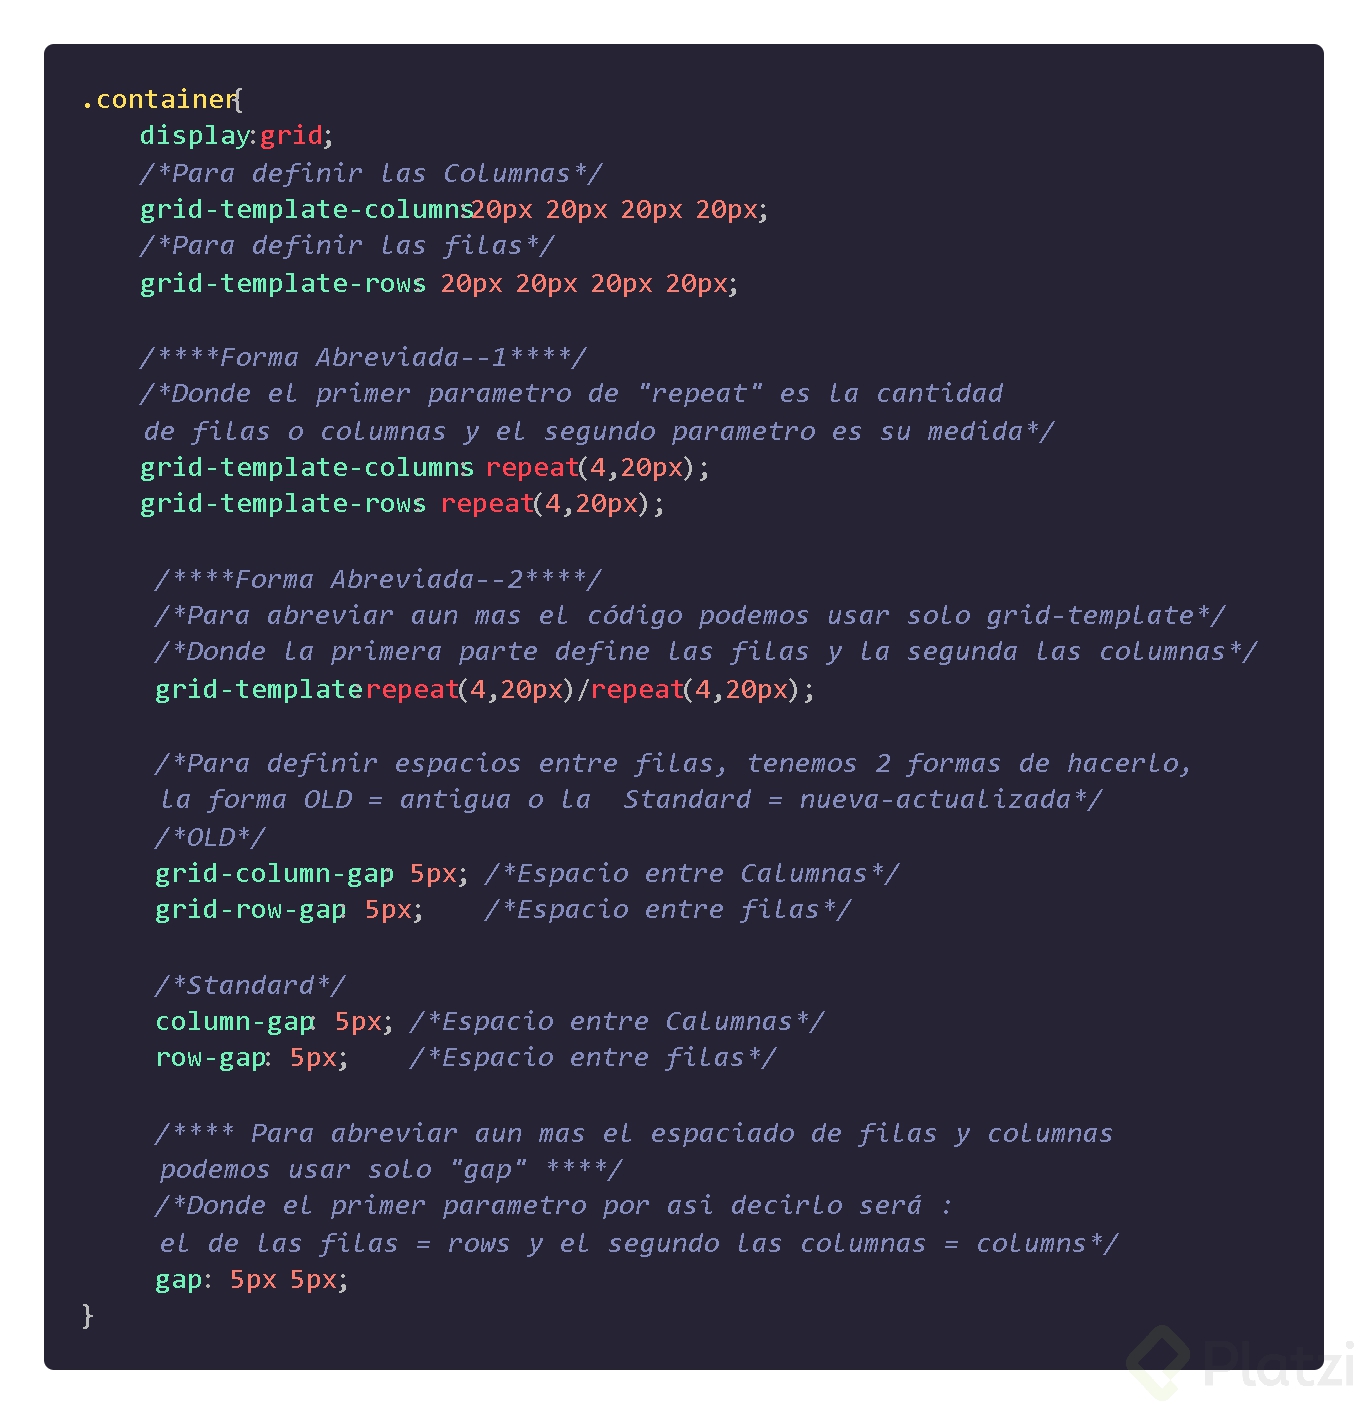 .container{
display:grid;
/*Para definir las Columnas*/
grid-template-columns:20px 20px 20px 20px;
/*Para definir las filas*/
grid-template-rows: 20px 20px 20px 20px;
/****Forma Abreviada--1****/
/*Donde el primer parametro de "repeat" es la cantidad
de filas o columnas y el segundo parametro es su medida*/
grid-template-columns: repeat(4,20px);
grid-template-rows: repeat(4,20px);
/****Forma Abreviada--2****/
/*Para abreviar aun mas el código podemos usar solo grid-template*/
/*Donde la primera parte define las filas y la segunda las columnas*/
grid-template:repeat(4,20px)/repeat(4,20px);
/*Para definir espacios entre filas, tenemos 2 formas de hacerlo,
la forma OLD = antigua o la  Standard = nueva-actualizada*/
/*OLD*/
grid-column-gap: 5px; /*Espacio entre Calumnas*/
grid-row-gap: 5px;    /*Espacio entre filas*/
/*Standard*/
column-gap: 5px; /*Espacio entre Calumnas*/
row-gap: 5px;    /*Espacio entre filas*/
/**** Para abreviar aun mas el espaciado de filas y columnas
podemos usar solo "gap" ****/
/*Donde el primer parametro por asi decirlo será :
el de las filas = rows y el segundo las columnas = columns*/
gap: 5px 5px;
}
Platzi